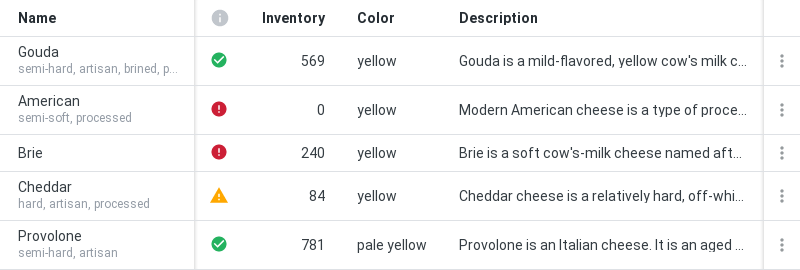 Name Inventory Color Description
Gouda 569 yellow Gouda is a mild-flavored, yellow cow's milk c...
semi-hard, artisan, brined, p...
American 0 yellow Modern American cheese is a type of proce...
semi-soft, processed
Brie 240 yellow Brie is a soft cow's-milk cheese named aft...
Cheddar 84 yellow Cheddar cheese is a relatively hard, off-whi...
hard, artisan, processed
Provolone 781 pale yellow Provolone is an Italian cheese. It is an aged ...
semi-hard, artisan